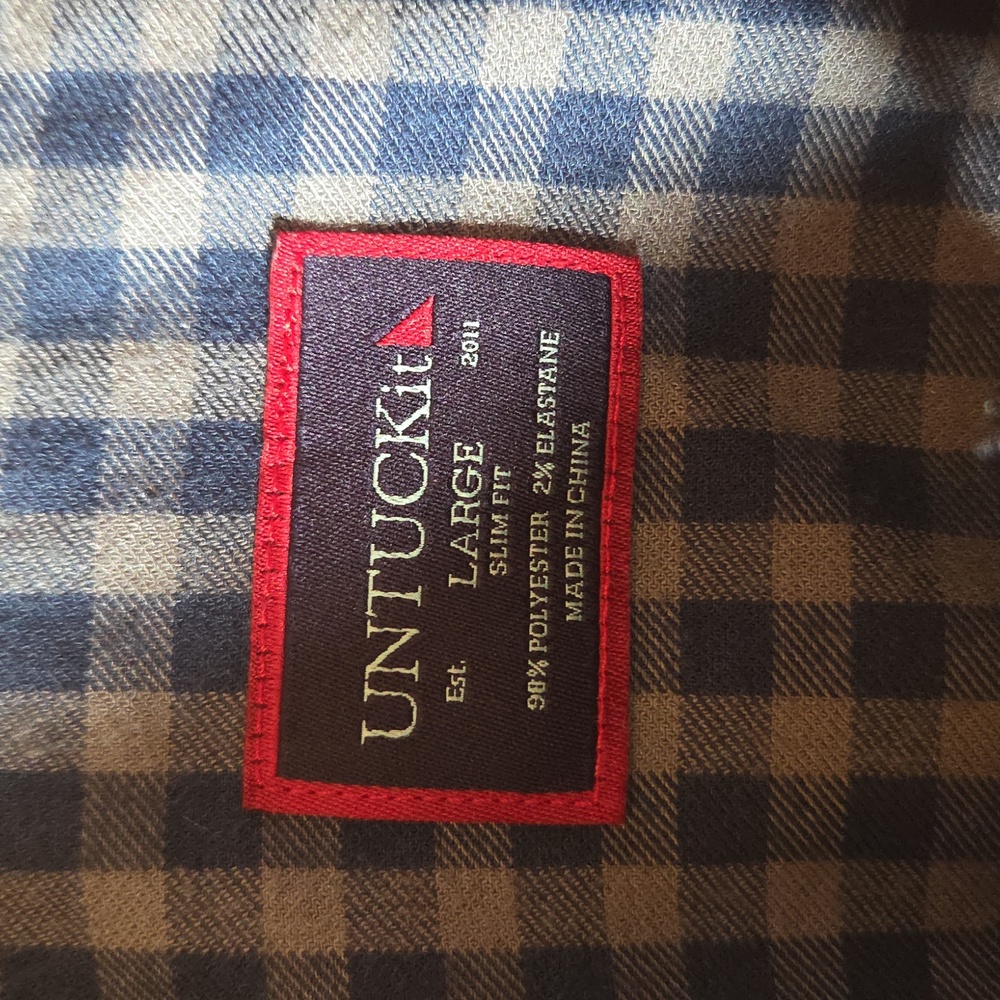 UNTUCKit
Est. LARGE 2011
SLIM FIT
98% POLYESTER 2% ELASTANE
MADE IN CHINA